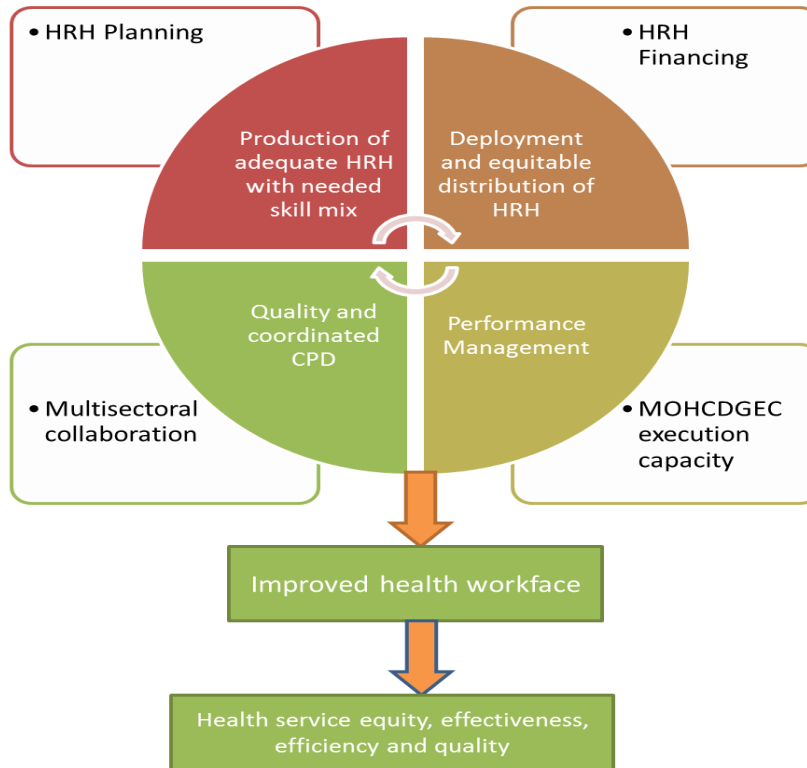 • HRH Planning
• HRH
Financing
Production of
adequate HRH
with needed
skill mix
Deployment
and equitable
distribution of
HRH
Quality and
coordinated
CPD
Performance
Management
• Multisectoral
collaboration
• MOHCDGEC
execution
capacity
Improved health workface
Health service equity, effectiveness,
efficiency and quality